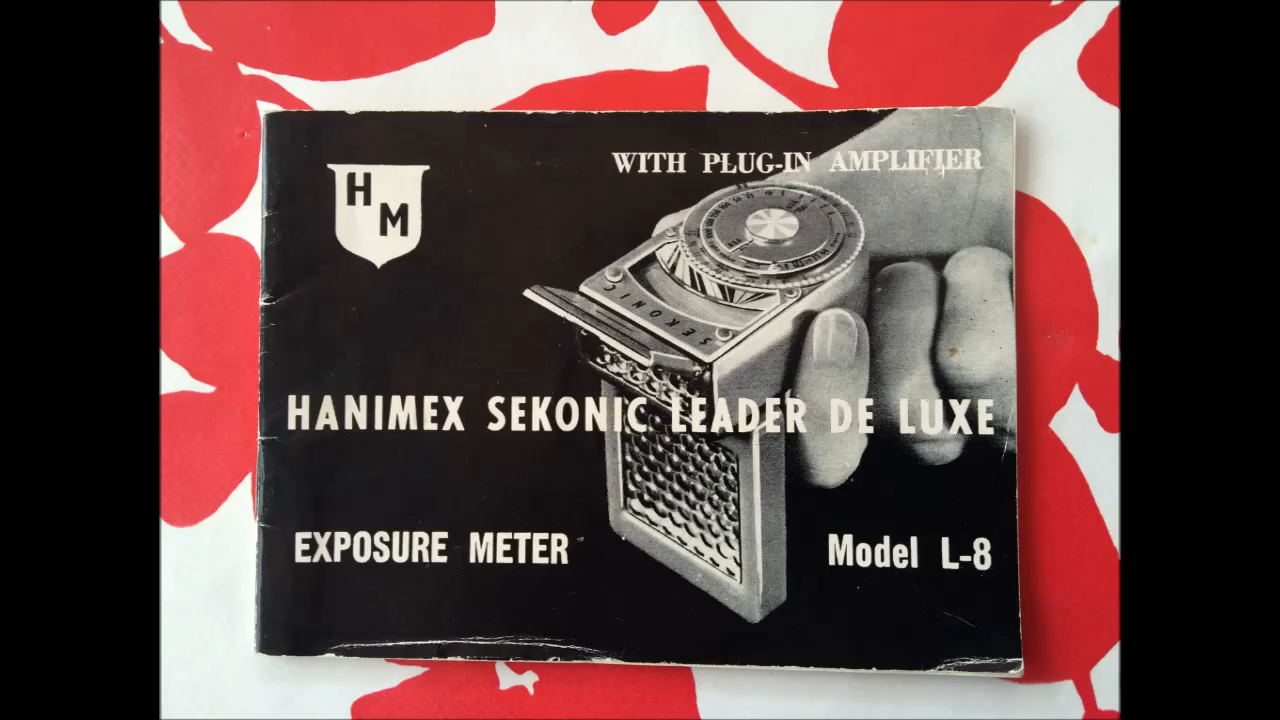 WITH PLUG-IN AMPLIFIER
H
M
SEKONIC
HANIMEX SEKONIC LEADER DE LUXE
EXPOSURE METER
Model L-8